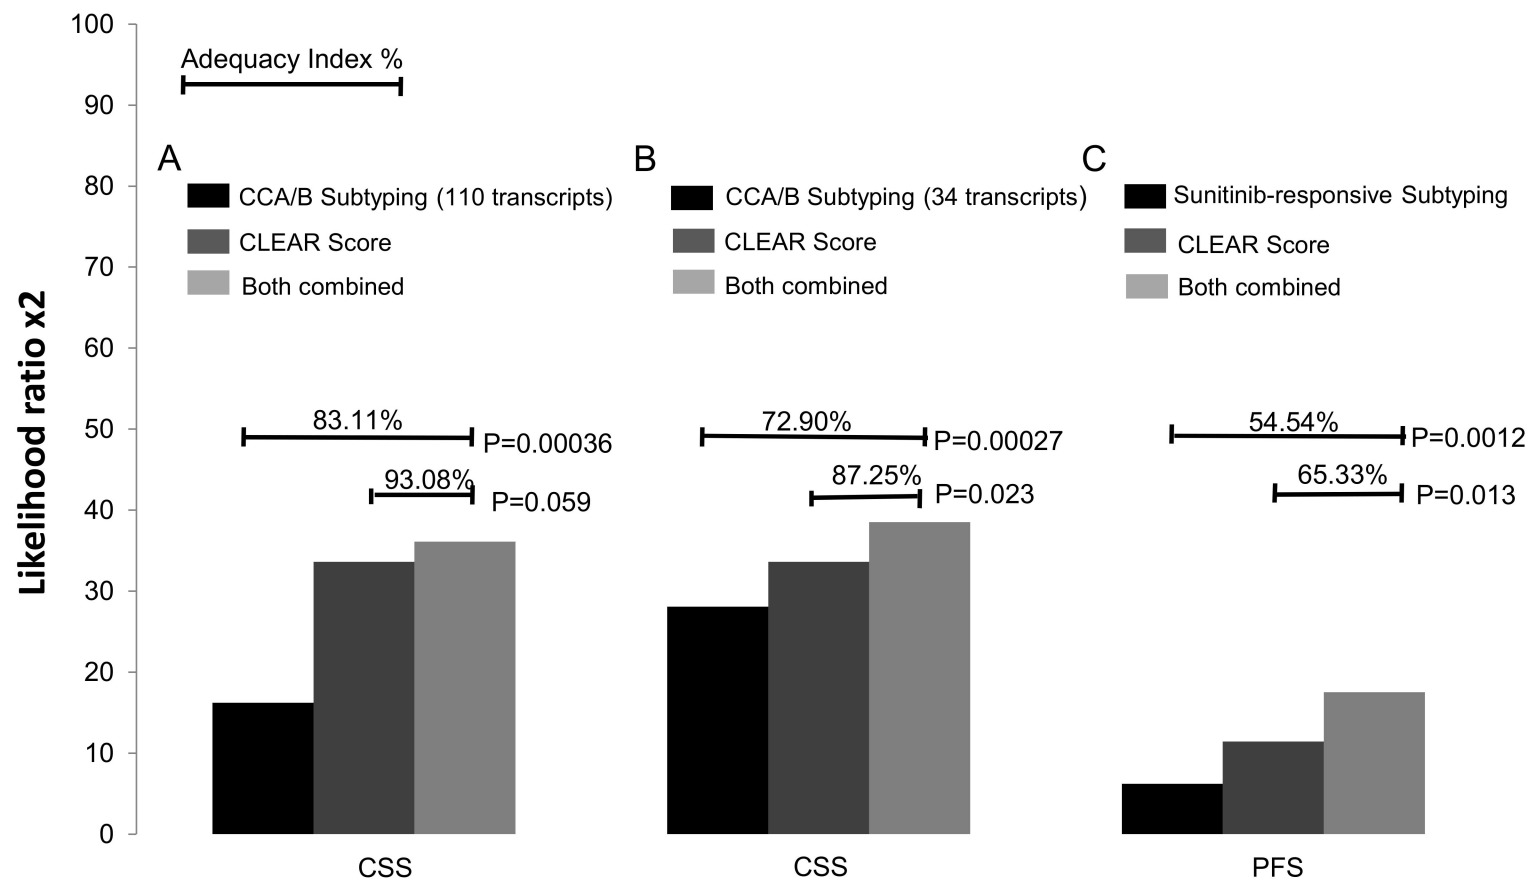 Likelihood ratio x2
100
90
80
70
60
50
40
30
20
10
0
Adequacy Index %
A
CCA/B Subtyping (110 transcripts)
CLEAR Score
Both combined
83.11%
P=0.00036
93.08%
P=0.059
CSS
B
CCA/B Subtyping (34 transcripts)
CLEAR Score
Both combined
72.90%
P=0.00027
87.25%
P=0.023
CSS
C
Sunitinib-responsive Subtyping
CLEAR Score
Both combined
54.54%
P=0.0012
65.33%
P=0.013
PFS